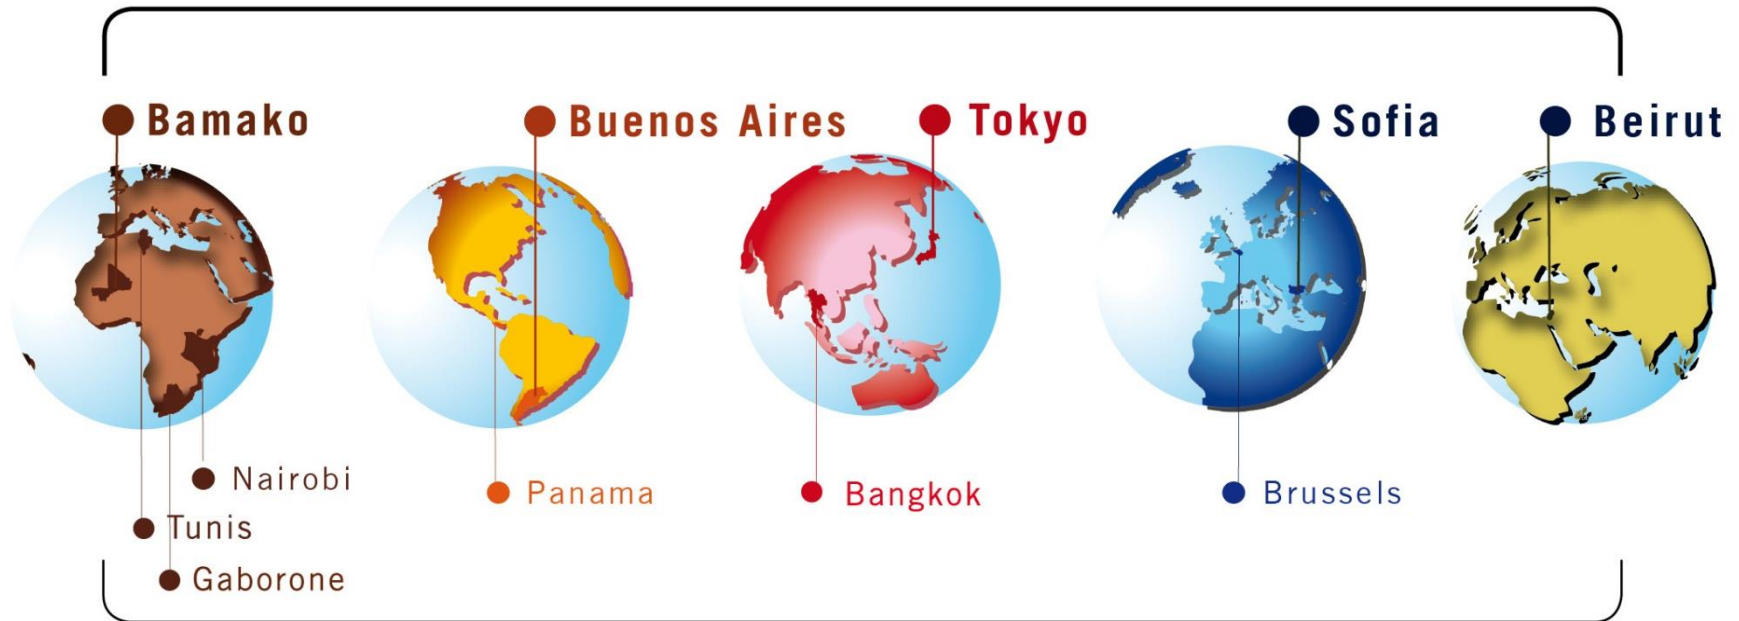 Bamako
Buenos Aires
Tokyo
Sofia
Beirut
Nairobi
Panama
Bangkok
Brussels
Tunis
Gaborone